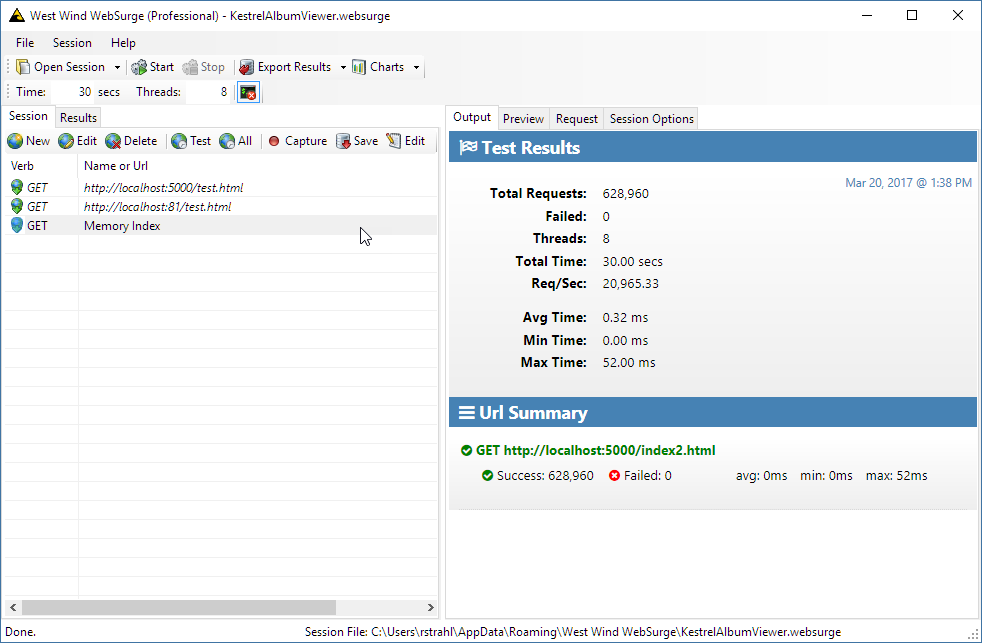 West Wind WebSurge (Professional) - KestrelAlbumViewer.websurge
File Session Help
Open Session Start Stop Export Results Charts
Time: 30 secs Threads: 8
Session Results
New Edit Delete Test All Capture Save Edit
Verb Name or Url
GET http://localhost:5000/test.html
GET http://localhost:81/test.html
GET Memory Index
Output Preview Request Session Options
Test Results
Mar 20, 2017 @ 1:38 PM
Total Requests: 628,960
Failed: 0
Threads: 8
Total Time: 30.00 secs
Req/Sec: 20,965.33
Avg Time: 0.32 ms
Min Time: 0.00 ms
Max Time: 52.00 ms
Url Summary
GET http://localhost:5000/index2.html
Success: 628,960 Failed: 0 avg: 0ms min: 0ms max: 52ms
Done. Session File: C:\Users\rstrahl\AppData\Roaming\West Wind WebSurge\KestrelAlbumViewer.websurge